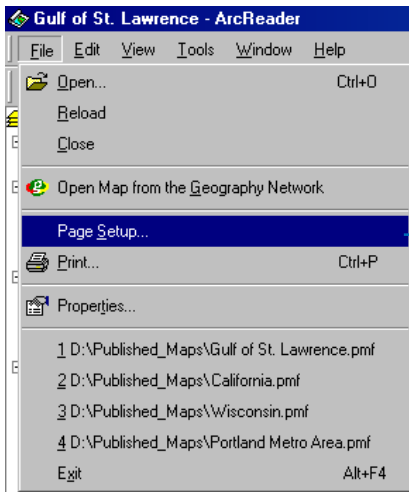 Gulf of St. Lawrence - ArcReader
File Edit View Tools Window Help
Open... Ctrl+O
Reload
Close
Open Map from the Geography Network
Page Setup...
Print... Ctrl+P
Properties...
1 D:\Published_Maps\Gulf of St. Lawrence.pmf
2 D:\Published_Maps\California.pmf
3 D:\Published_Maps\Wisconsin.pmf
4 D:\Published_Maps\Portland Metro Area.pmf
Exit Alt+F4